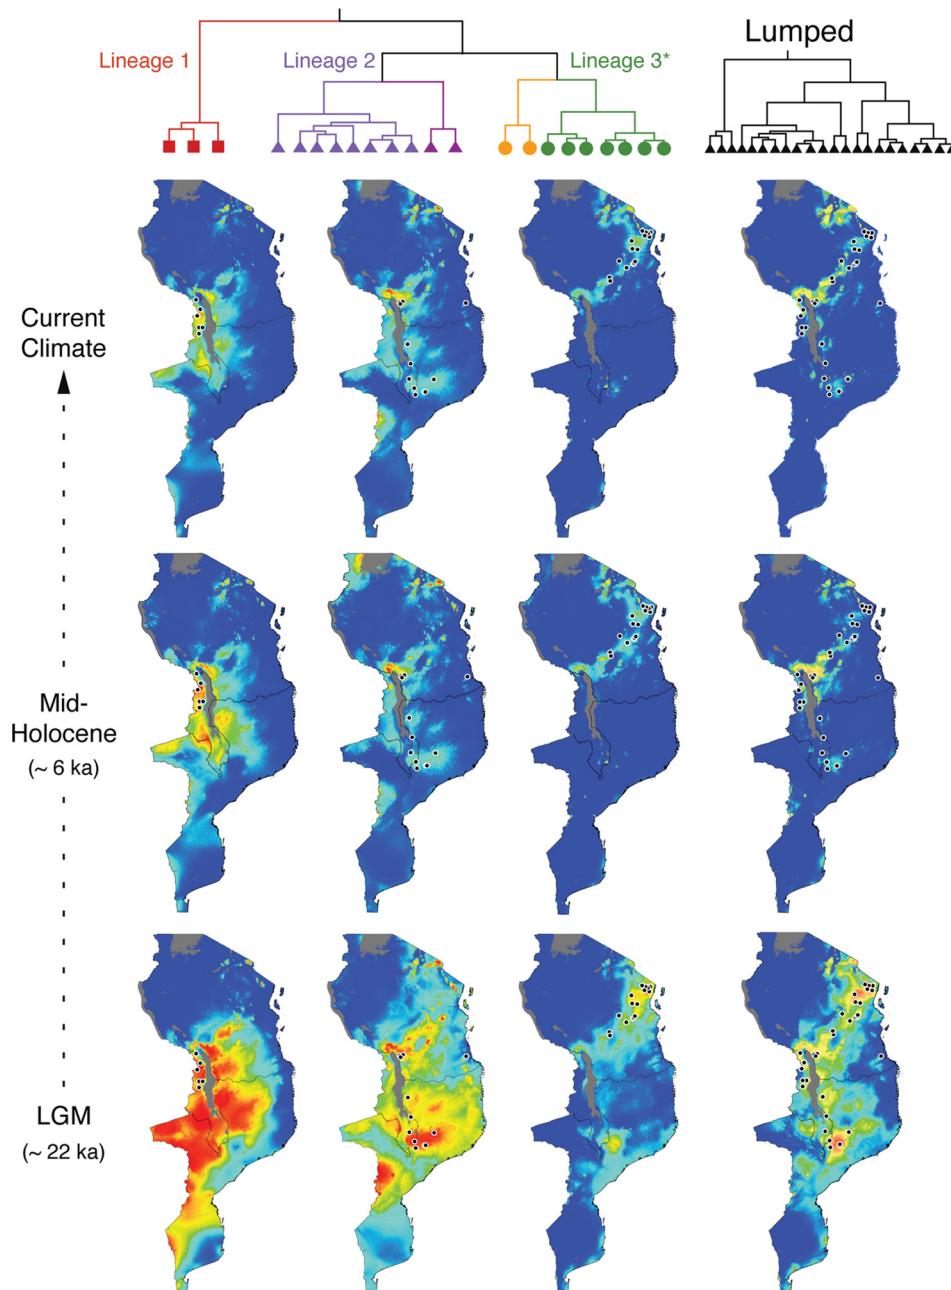 Lumped
Lineage 1
Lineage 2
Lineage 3*
Current
Climate
Mid-
Holocene
(~ 6 ka)
LGM
(~ 22 ka)